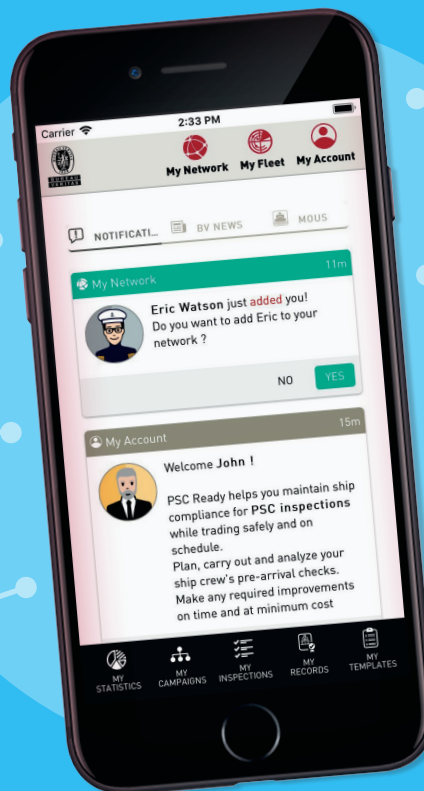 Carrier 2:33 PM
BUREAU
VERITAS
My Network My Fleet My Account
NOTIFICATI... BV NEWS MOUS
My Network 11m
Eric Watson just added you!
Do you want to add Eric to your
network ?
NO YES
My Account 15m
Welcome John !
PSC Ready helps you maintain ship
compliance for PSC inspections
while trading safely and on
schedule.
Plan, carry out and analyze your
ship crew's pre-arrival checks.
Make any required improvements
on time and at minimum cost
MY
STATISTICS
MY
CAMPAIGNS
MY
INSPECTIONS
MY
RECORDS
MY
TEMPLATES